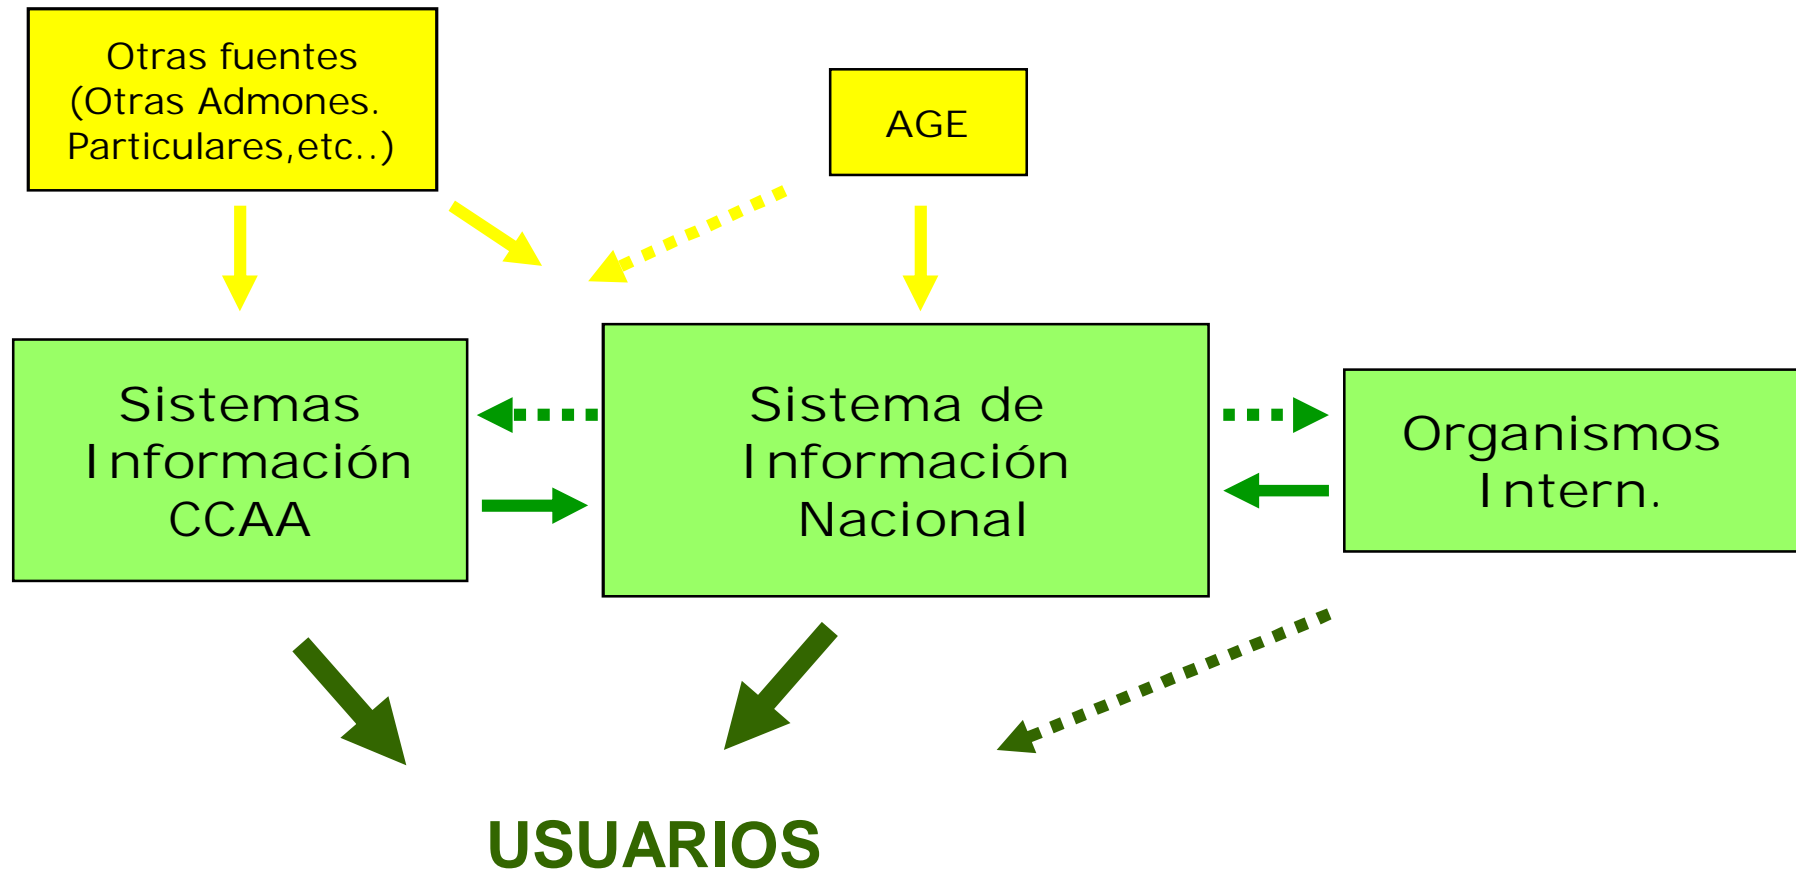 Otras fuentes
(Otras Admones.
Particulares,etc..)
AGE
Sistemas
Información
CCAA
Sistema de
Información
Nacional
Organismos
Intern.
USUARIOS